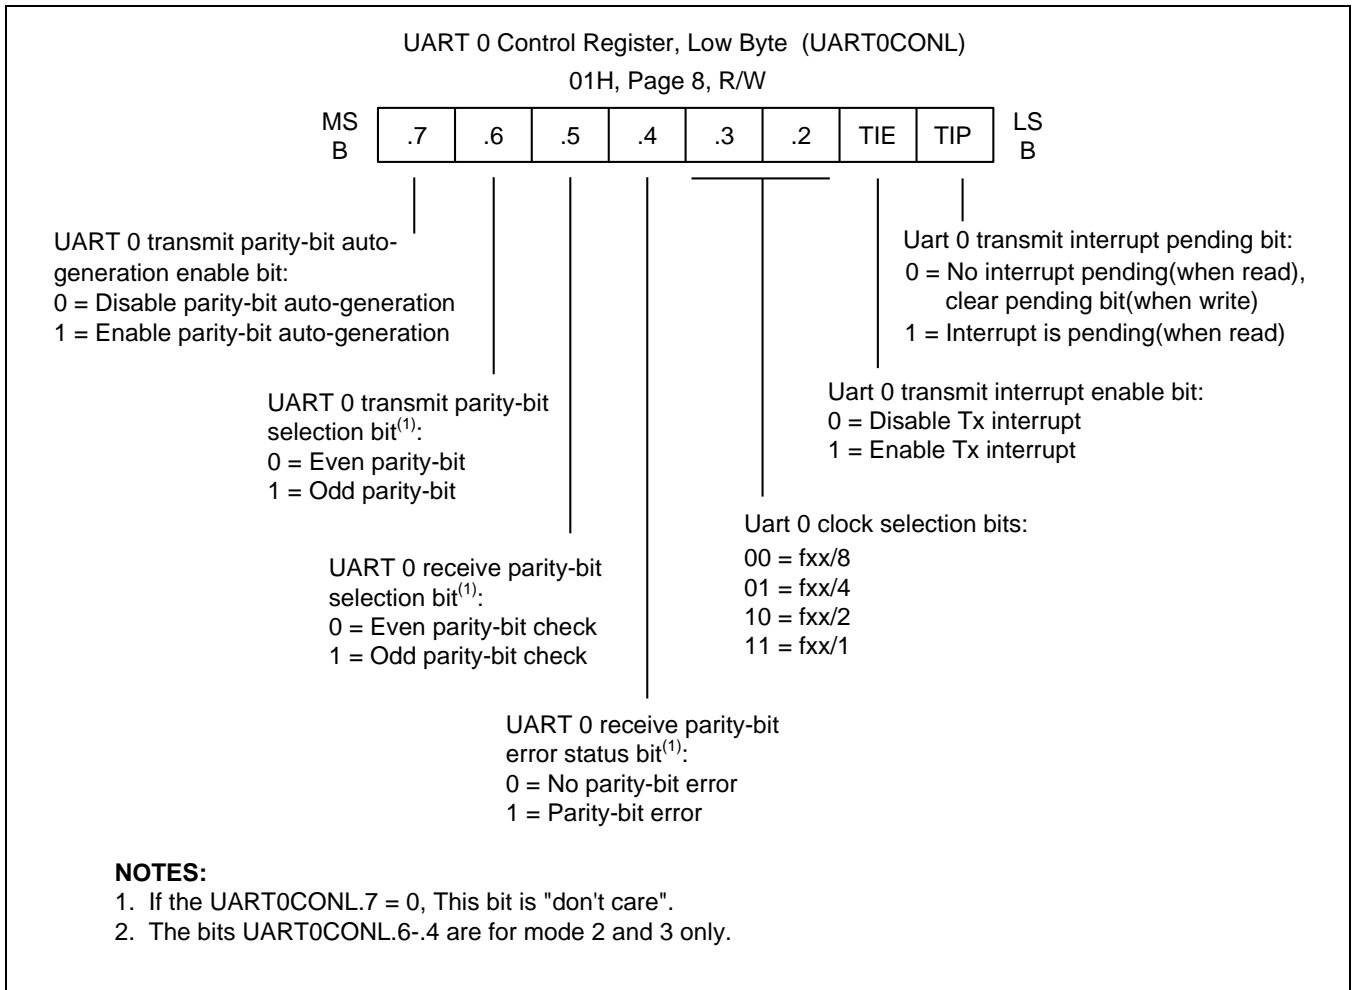 UART 0 Control Register, Low Byte (UART0CONL)
01H, Page 8, R/W
MS
B
.7 .6 .5 .4 .3 .2 TIE TIP
LS
B
UART 0 transmit parity-bit auto-
generation enable bit:
0 = Disable parity-bit auto-generation
1 = Enable parity-bit auto-generation
Uart 0 transmit interrupt pending bit:
0 = No interrupt pending(when read),
clear pending bit(when write)
1 = Interrupt is pending(when read)
UART 0 transmit parity-bit
selection bit(1):
0 = Even parity-bit
1 = Odd parity-bit
Uart 0 transmit interrupt enable bit:
0 = Disable Tx interrupt
1 = Enable Tx interrupt
UART 0 receive parity-bit
selection bit(1):
0 = Even parity-bit check
1 = Odd parity-bit check
Uart 0 clock selection bits:
00 = fxx/8
01 = fxx/4
10 = fxx/2
11 = fxx/1
UART 0 receive parity-bit
error status bit(1):
0 = No parity-bit error
1 = Parity-bit error
NOTES:
1. If the UART0CONL.7 = 0, This bit is "don't care".
2. The bits UART0CONL.6-.4 are for mode 2 and 3 only.